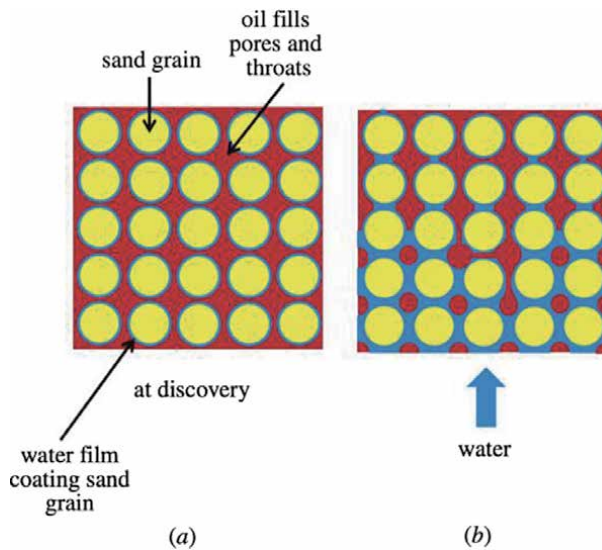 oil fills
pores and
throats
sand grain
at discovery
water film
coating sand
grain
water
(a)
(b)